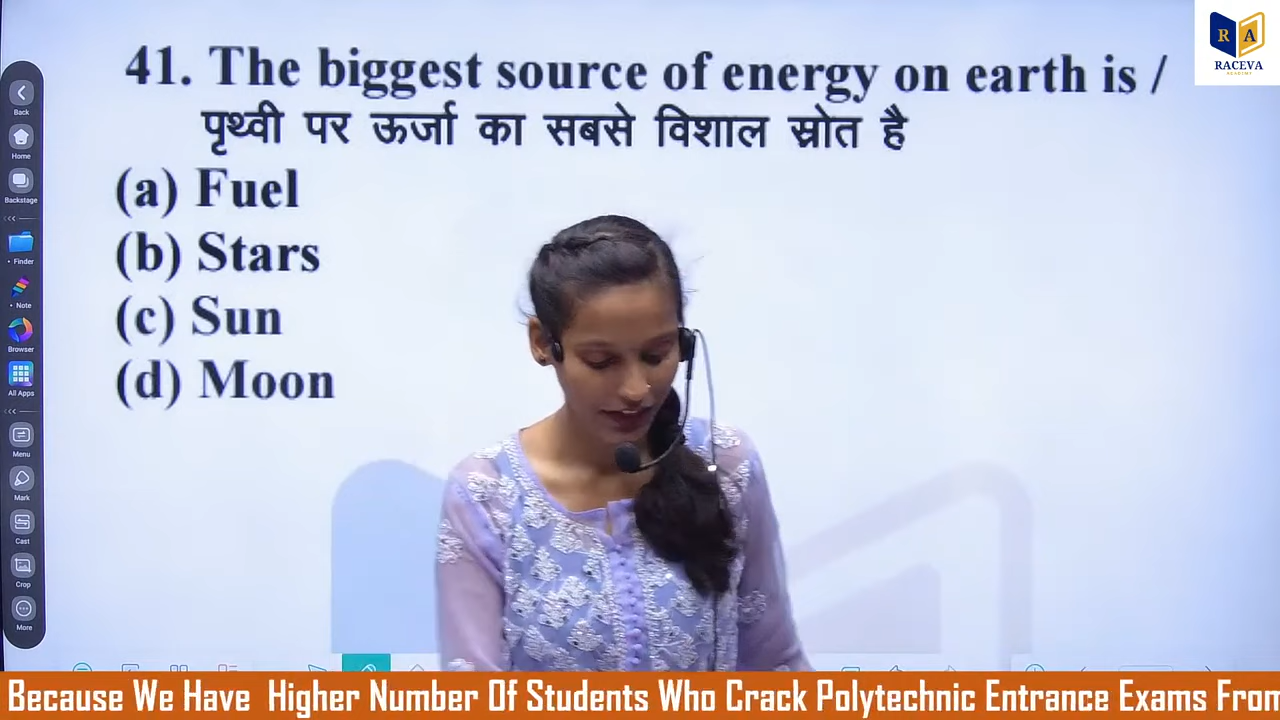 41. The biggest source of energy on earth is /
पृथ्वी पर ऊर्जा का सबसे विशाल स्रोत है
(a) Fuel
(b) Stars
(c) Sun
(d) Moon
R A
RACEVA
ACADEMY
Back
Home
Backstage
Finder
Note
Browser
All Apps
Menu
Mark
Cast
Crop
More
Because We Have Higher Number Of Students Who Crack Polytechnic Entrance Exams From